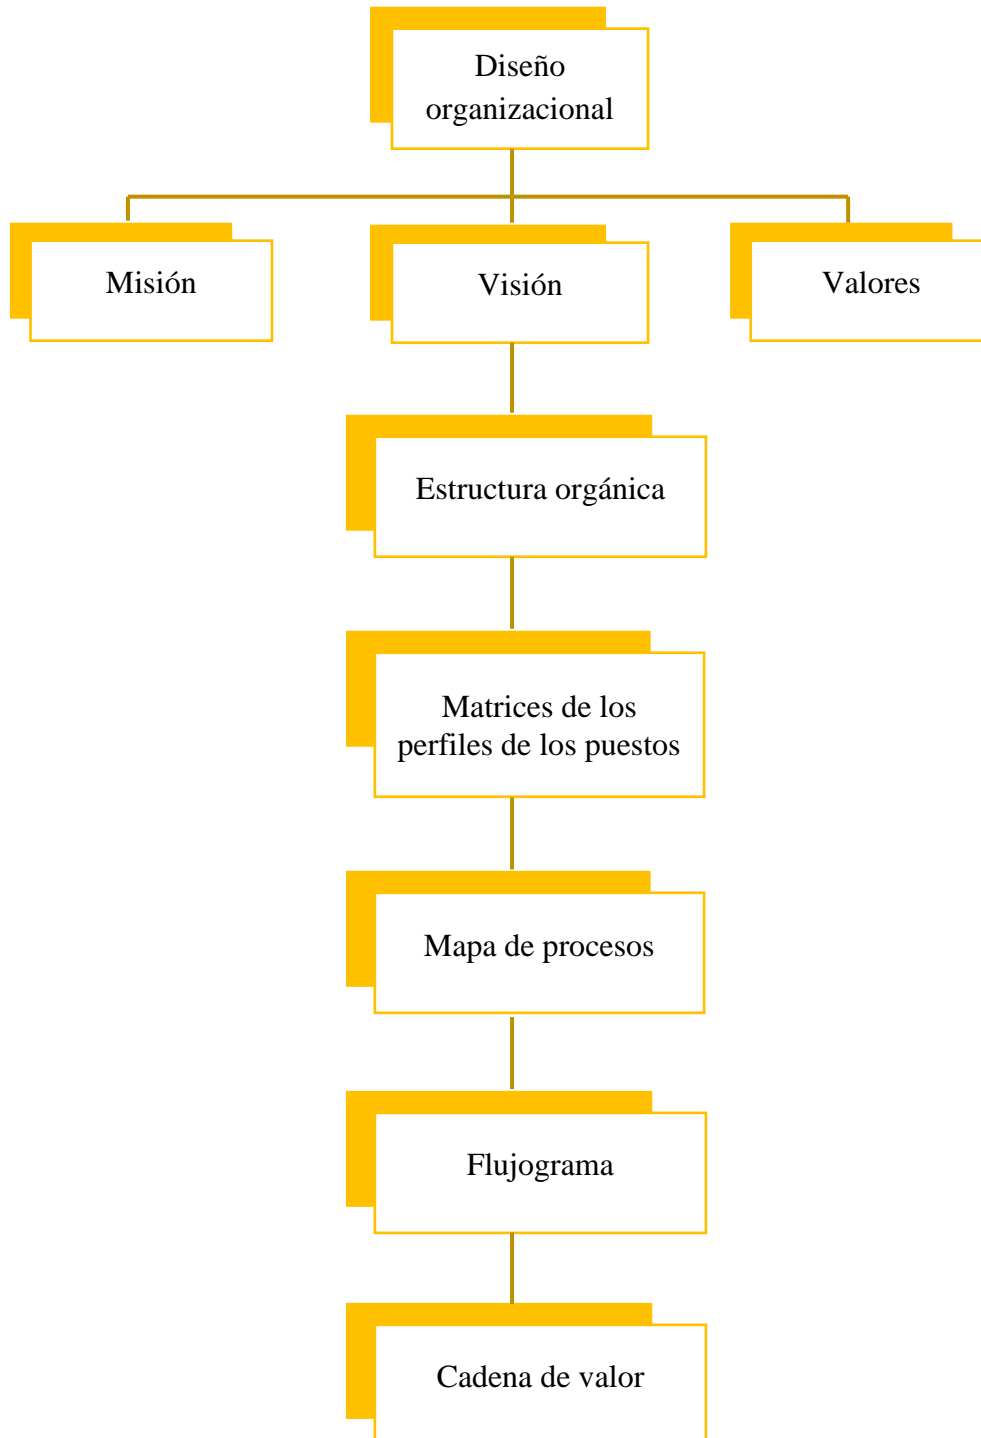 Diseño
organizacional
Misión
Visión
Valores
Estructura orgánica
Matrices de los
perfiles de los puestos
Mapa de procesos
Flujograma
Cadena de valor